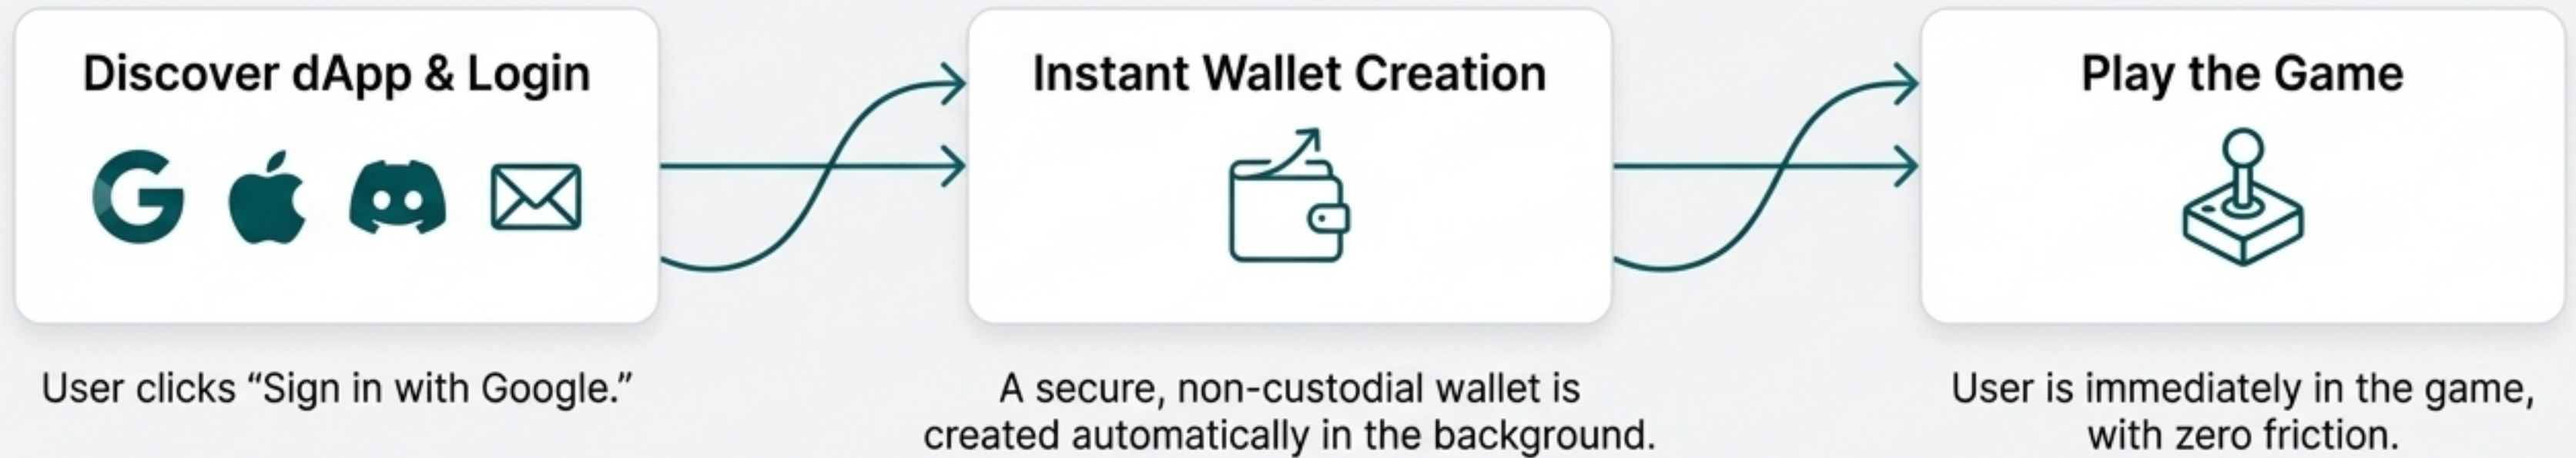 Discover dApp & Login
User clicks “Sign in with Google.”
Instant Wallet Creation
A secure, non-custodial wallet is
created automatically in the background.
Play the Game
User is immediately in the game,
with zero friction.